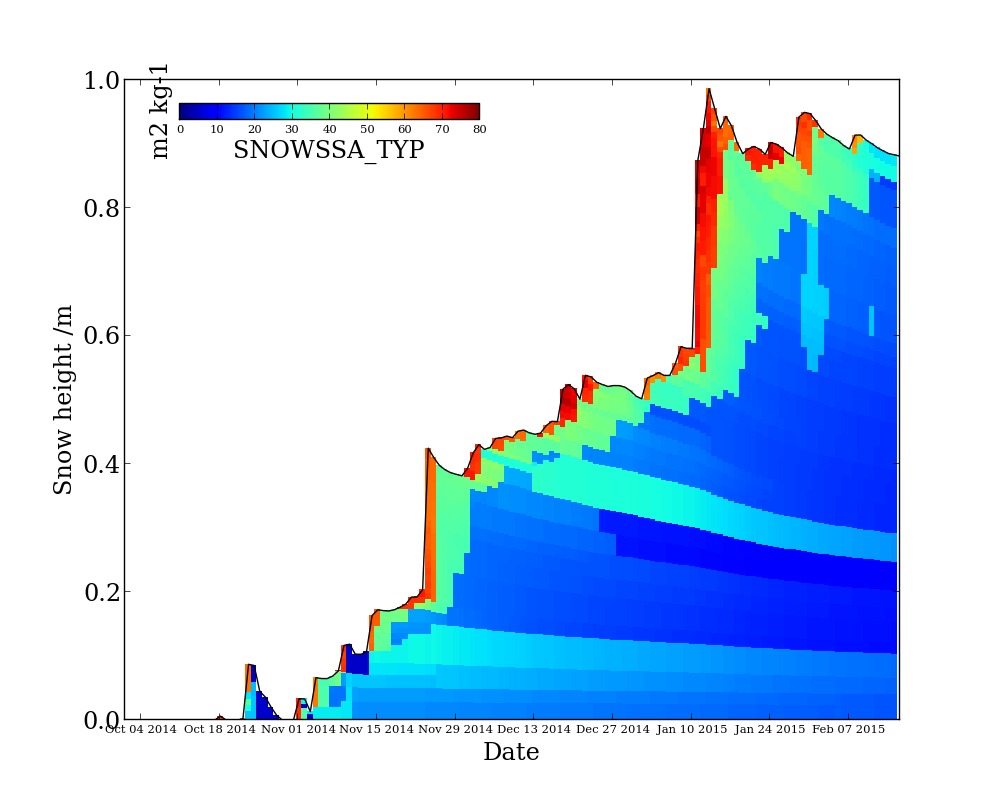 1.0
m2 kg-1
0 10 20 30 40 50 60 70 80
SNOWSSA_TYP
0.8
0.6
Snow height /m
0.4
0.2
0.0
Oct 04 2014 Oct 18 2014 Nov 01 2014 Nov 15 2014 Nov 29 2014 Dec 13 2014 Dec 27 2014 Jan 10 2015 Jan 24 2015 Feb 07 2015
Date